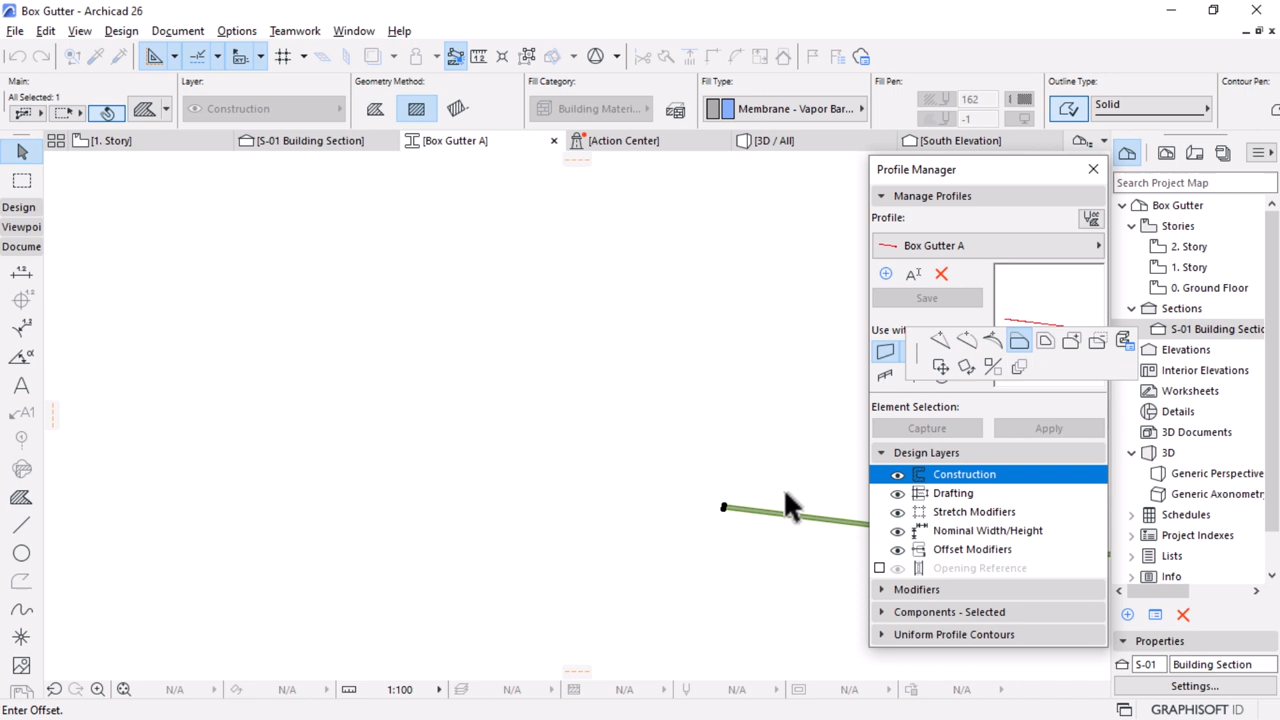 Box Gutter - Archicad 26
File Edit View Design Document Options Teamwork Window Help
Main:
All Selected: 1
Layer:
Construction
Geometry Method:
Fill Category:
Building Materi...
Fill Type:
Membrane - Vapor Bar...
Fill Pen:
162
-1
Outline Type:
Solid
Contour Pen:
[1. Story]
[S-01 Building Section]
[Box Gutter A]
[Action Center]
[3D / All]
[South Elevation]
Design
Viewpoi
Docume
Profile Manager
Manage Profiles
Profile:
Box Gutter A
Save
Use wit
Element Selection:
Capture
Apply
Design Layers
Construction
Drafting
Stretch Modifiers
Nominal Width/Height
Offset Modifiers
Opening Reference
Modifiers
Components - Selected
Uniform Profile Contours
Search Project Map
Box Gutter
Stories
2. Story
1. Story
0. Ground Floor
Sections
S-01 Building Sectio
Elevations
Interior Elevations
Worksheets
Details
3D Documents
3D
Generic Perspective
Generic Axonometr
Schedules
Project Indexes
Lists
Info
Properties
S-01 Building Section
Settings...
N/A N/A 1:100 N/A N/A N/A N/A N/A
Enter Offset.
GRAPHISOFT ID